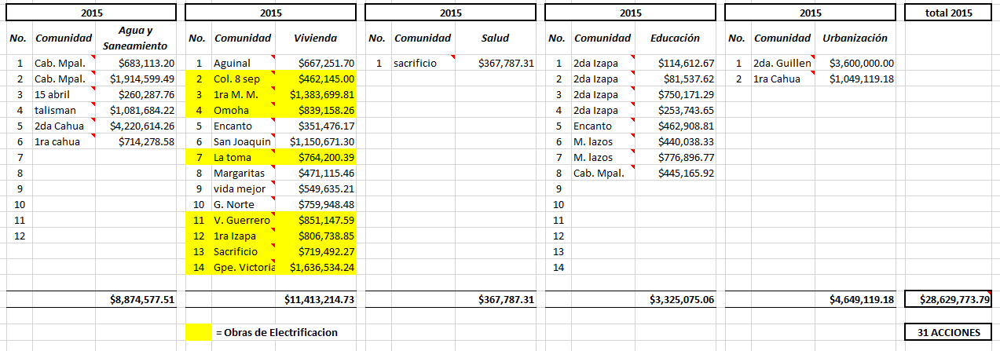 2015 2015 2015 2015 2015 total 2015
No. Comunidad Agua y Saneamiento No. Comunidad Vivienda No. Comunidad Salud No. Comunidad Educación No. Comunidad Urbanización
1 Cab. Mpal. $683,113.20 1 Aguinal $667,251.70 1 sacrificio $367,787.31 1 2da Izapa $114,612.67 1 2da. Guillen $3,600,000.00
2 Cab. Mpal. $1,914,599.49 2 Col. 8 sep $462,145.00 2 2da Izapa $81,537.62 2 1ra Cahua $1,049,119.18
3 15 abril $260,287.76 3 1ra M. M. $1,383,699.81 3 2da Izapa $750,171.29
4 talisman $1,081,684.22 4 Omoha $839,158.26 4 2da Izapa $253,743.65
5 2da Cahua $4,220,614.26 5 Encanto $351,476.17 5 Encanto $462,908.81
6 1ra cahua $714,278.58 6 San Joaquin $1,150,671.30 6 M. lazos $440,038.33
7 7 La toma $764,200.39 7 M. lazos $776,896.77
8 8 Margaritas $471,115.46 8 Cab. Mpal. $445,165.92
9 9 vida mejor $549,635.21 9
10 10 G. Norte $759,948.48 10
11 11 V. Guerrero $851,147.59 11
12 12 1ra Izapa $806,738.85 12
13 Sacrificio $719,492.27 13
14 Gpe. Victoria $1,636,534.24 14
$8,874,577.51 $11,413,214.73 $367,787.31 $3,325,075.06 $4,649,119.18 $28,629,773.79
= Obras de Electrificacion 31 ACCIONES